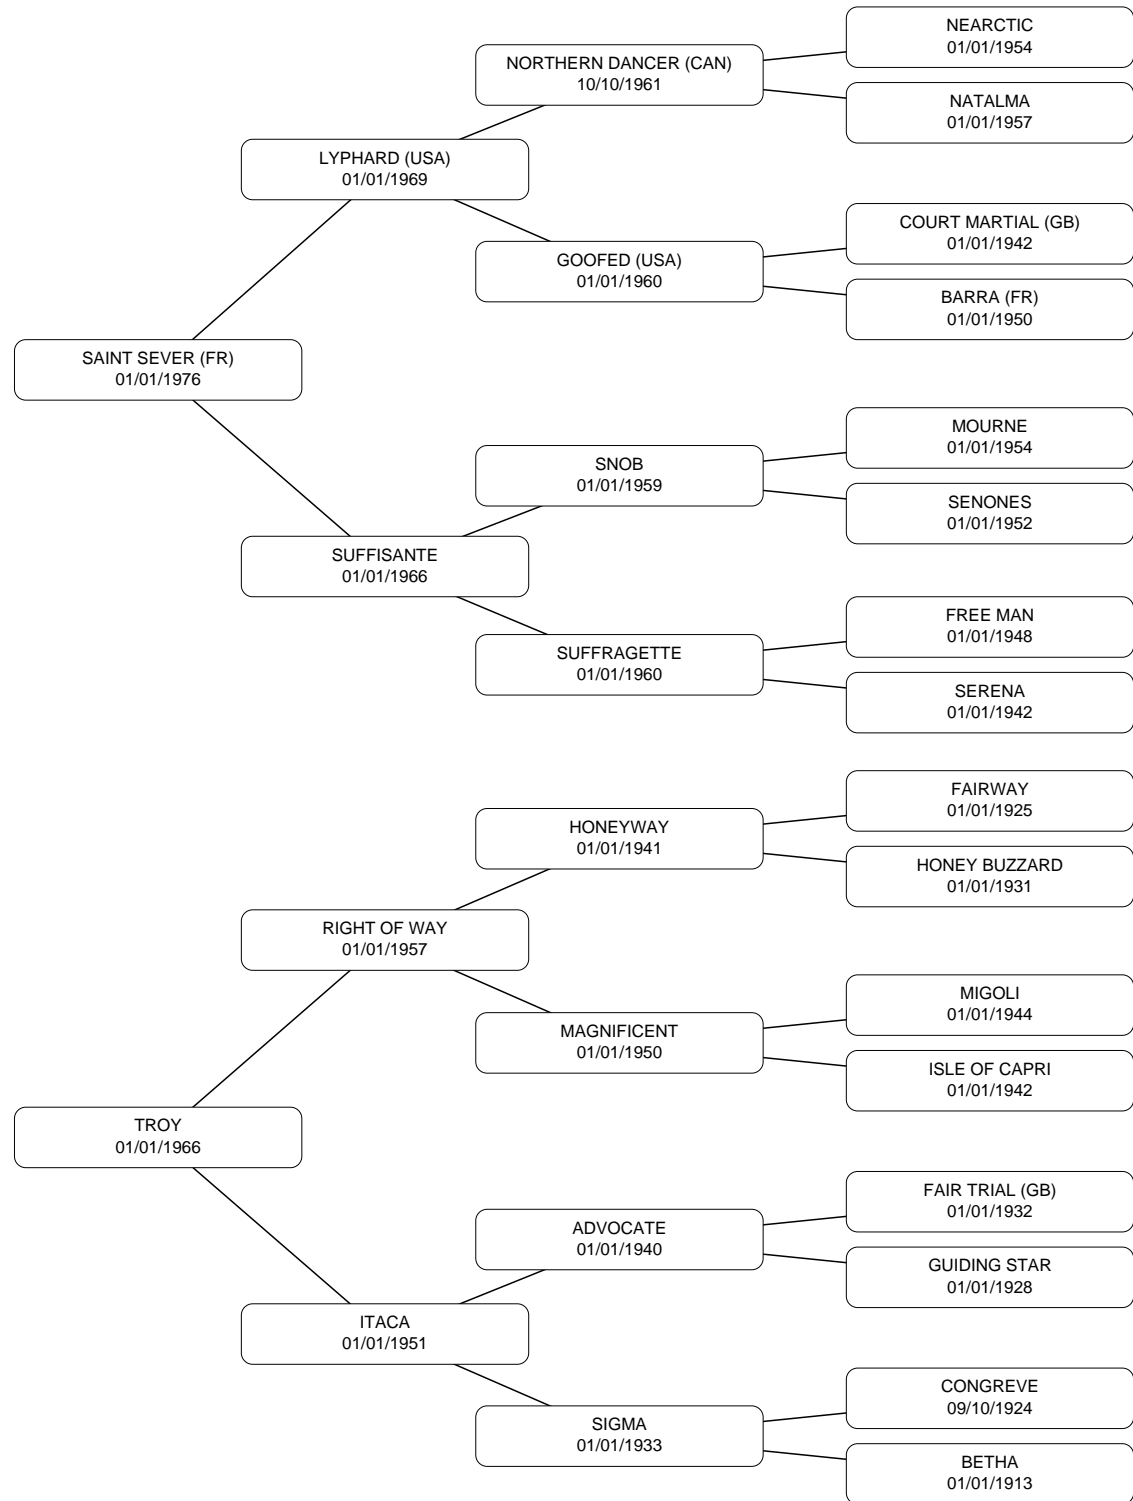 NEARCTIC
01/01/1954
NORTHERN DANCER (CAN)
10/10/1961
NATALMA
01/01/1957
LYPHARD (USA)
01/01/1969
COURT MARTIAL (GB)
01/01/1942
GOOFED (USA)
01/01/1960
BARRA (FR)
01/01/1950
SAINT SEVER (FR)
01/01/1976
MOURNE
01/01/1954
SNOB
01/01/1959
SENONES
01/01/1952
SUFFISANTE
01/01/1966
FREE MAN
01/01/1948
SUFFRAGETTE
01/01/1960
SERENA
01/01/1942
FAIRWAY
01/01/1925
HONEYWAY
01/01/1941
HONEY BUZZARD
01/01/1931
RIGHT OF WAY
01/01/1957
MIGOLI
01/01/1944
MAGNIFICENT
01/01/1950
ISLE OF CAPRI
01/01/1942
TROY
01/01/1966
FAIR TRIAL (GB)
01/01/1932
ADVOCATE
01/01/1940
GUIDING STAR
01/01/1928
ITACA
01/01/1951
CONGREVE
09/10/1924
SIGMA
01/01/1933
BETHA
01/01/1913